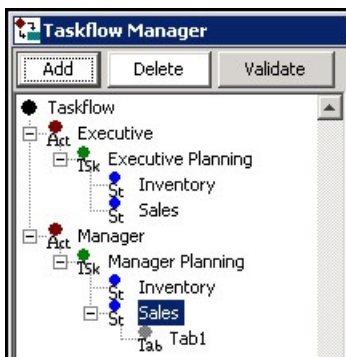 Taskflow Manager
Add Delete Validate
Taskflow
Act Executive
Tsk Executive Planning
St Inventory
St Sales
Act Manager
Tsk Manager Planning
St Inventory
St Sales
Tab Tab1